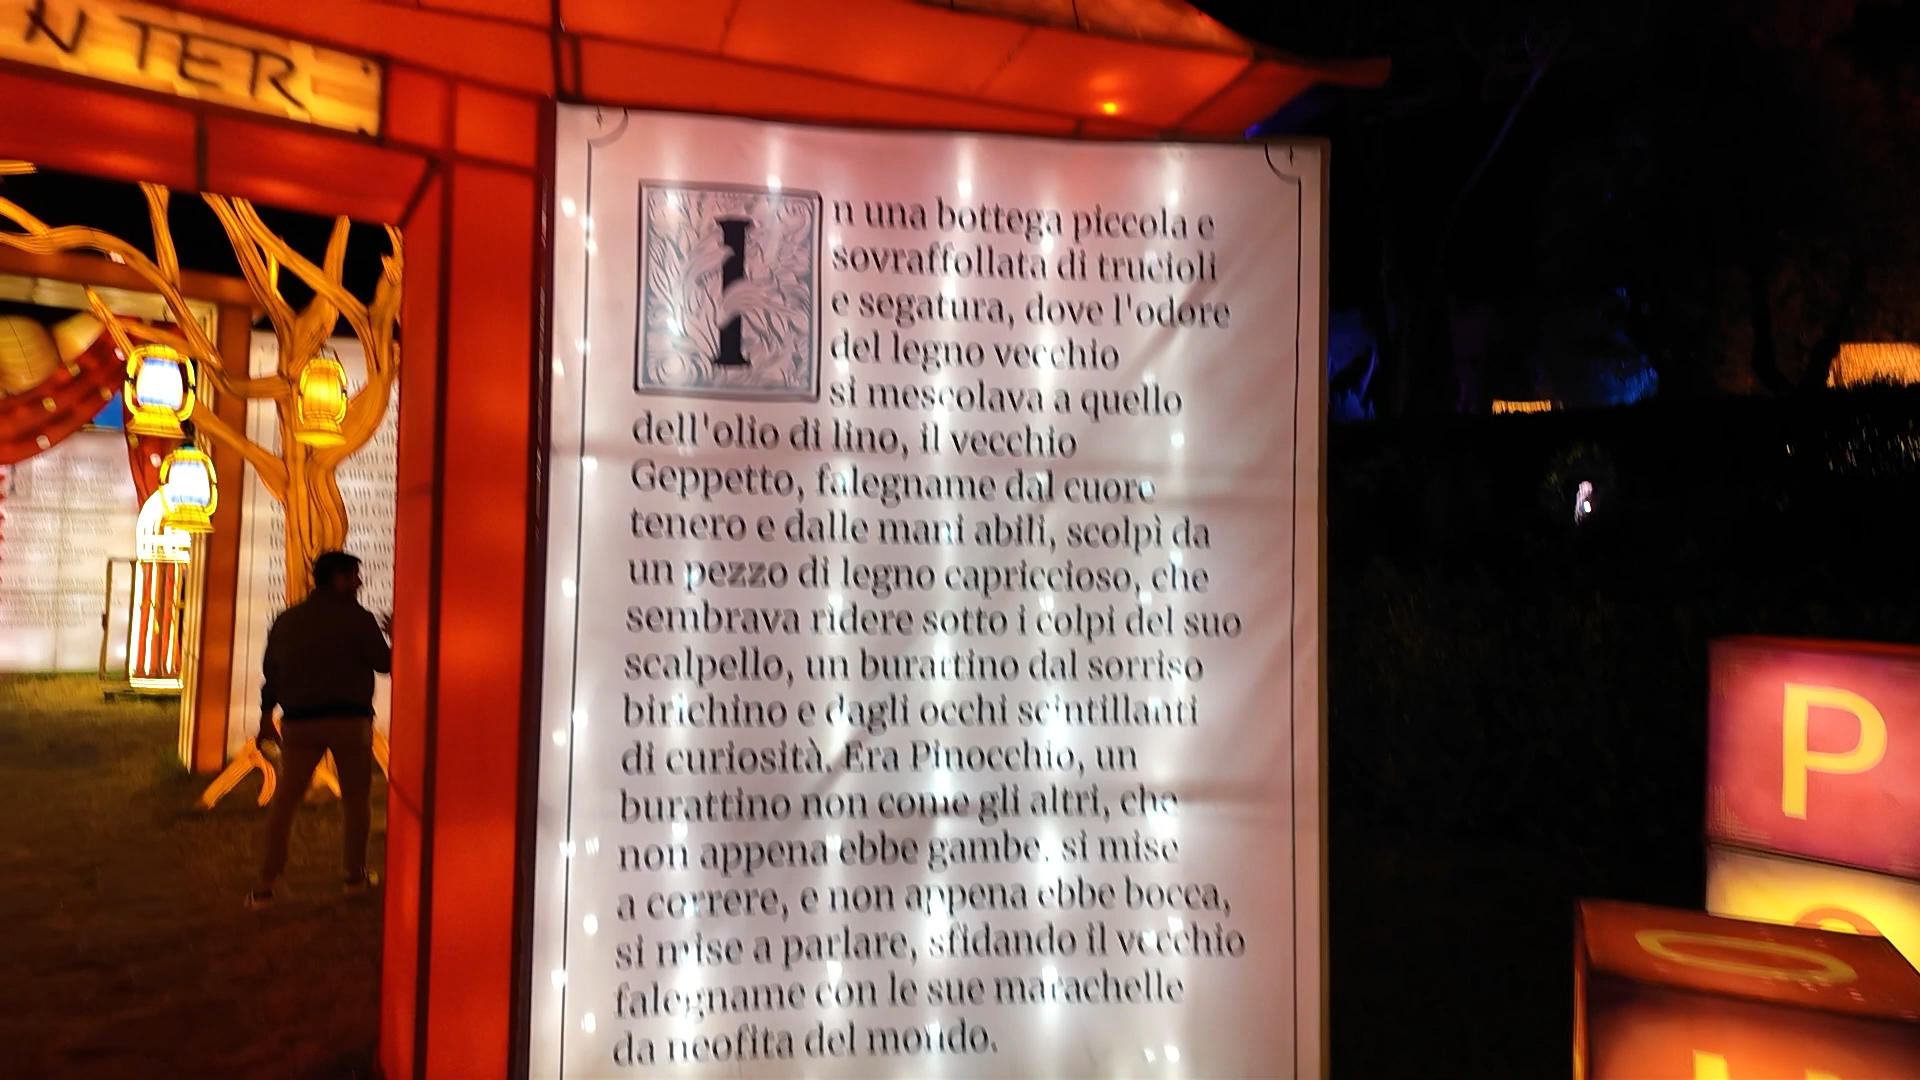 NTER
In una bottega piccola e
sovraffollata di trucioli
e segatura, dove l'odore
del legno vecchio
si mescolava a quello
dell'olio di lino, il vecchio
Geppetto, falegname dal cuore
tenero e dalle mani abili, scolpì da
un pezzo di legno capriccioso, che
sembrava ridere sotto i colpi del suo
scalpello, un burattino dal sorriso
birichino e dagli occhi scintillanti
di curiosità. Era Pinocchio, un
burattino non come gli altri, che
non appena ebbe gambe, si mise
a correre, e non appena ebbe bocca,
si mise a parlare, sfidando il vecchio
falegname con le sue marachelle
da neofita del mondo.
P
O